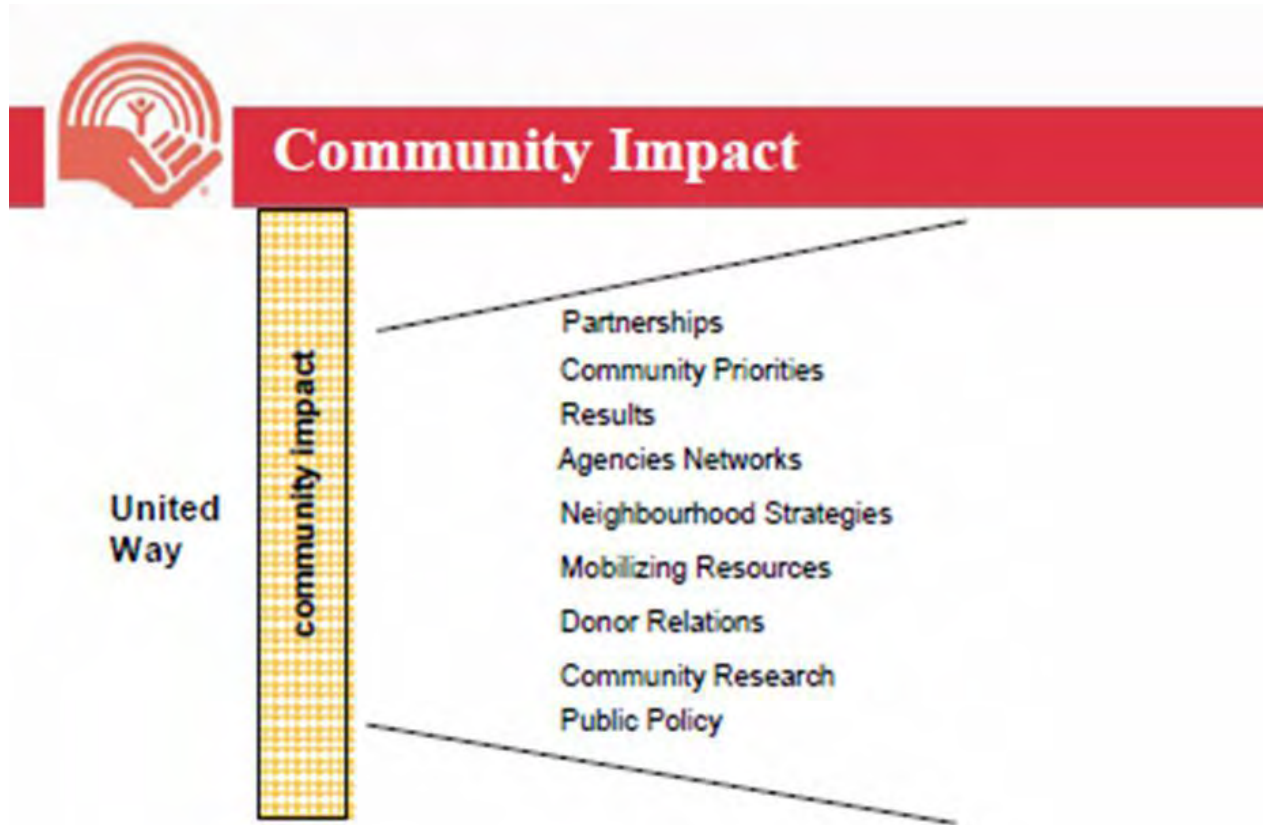 Community Impact
United
Way
community impact
Partnerships
Community Priorities
Results
Agencies Networks
Neighbourhood Strategies
Mobilizing Resources
Donor Relations
Community Research
Public Policy